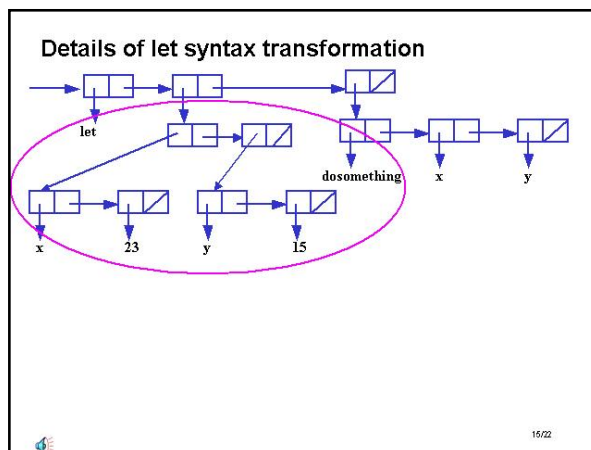 Details of let syntax transformation
let
dosomething x y
x 23 y 15
15/22